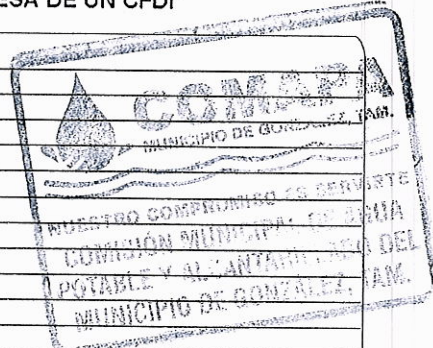 ESA DE UN CFDI
COMAPA
MUNICIPIO DE GONZALEZ, TAM.
NUESTRO COMPROMISO ES SERVIRTE
COMISIÓN MUNICIPAL DE AGUA
POTABLE Y ALCANTARILLADO DEL
MUNICIPIO DE GONZALEZ, TAM.